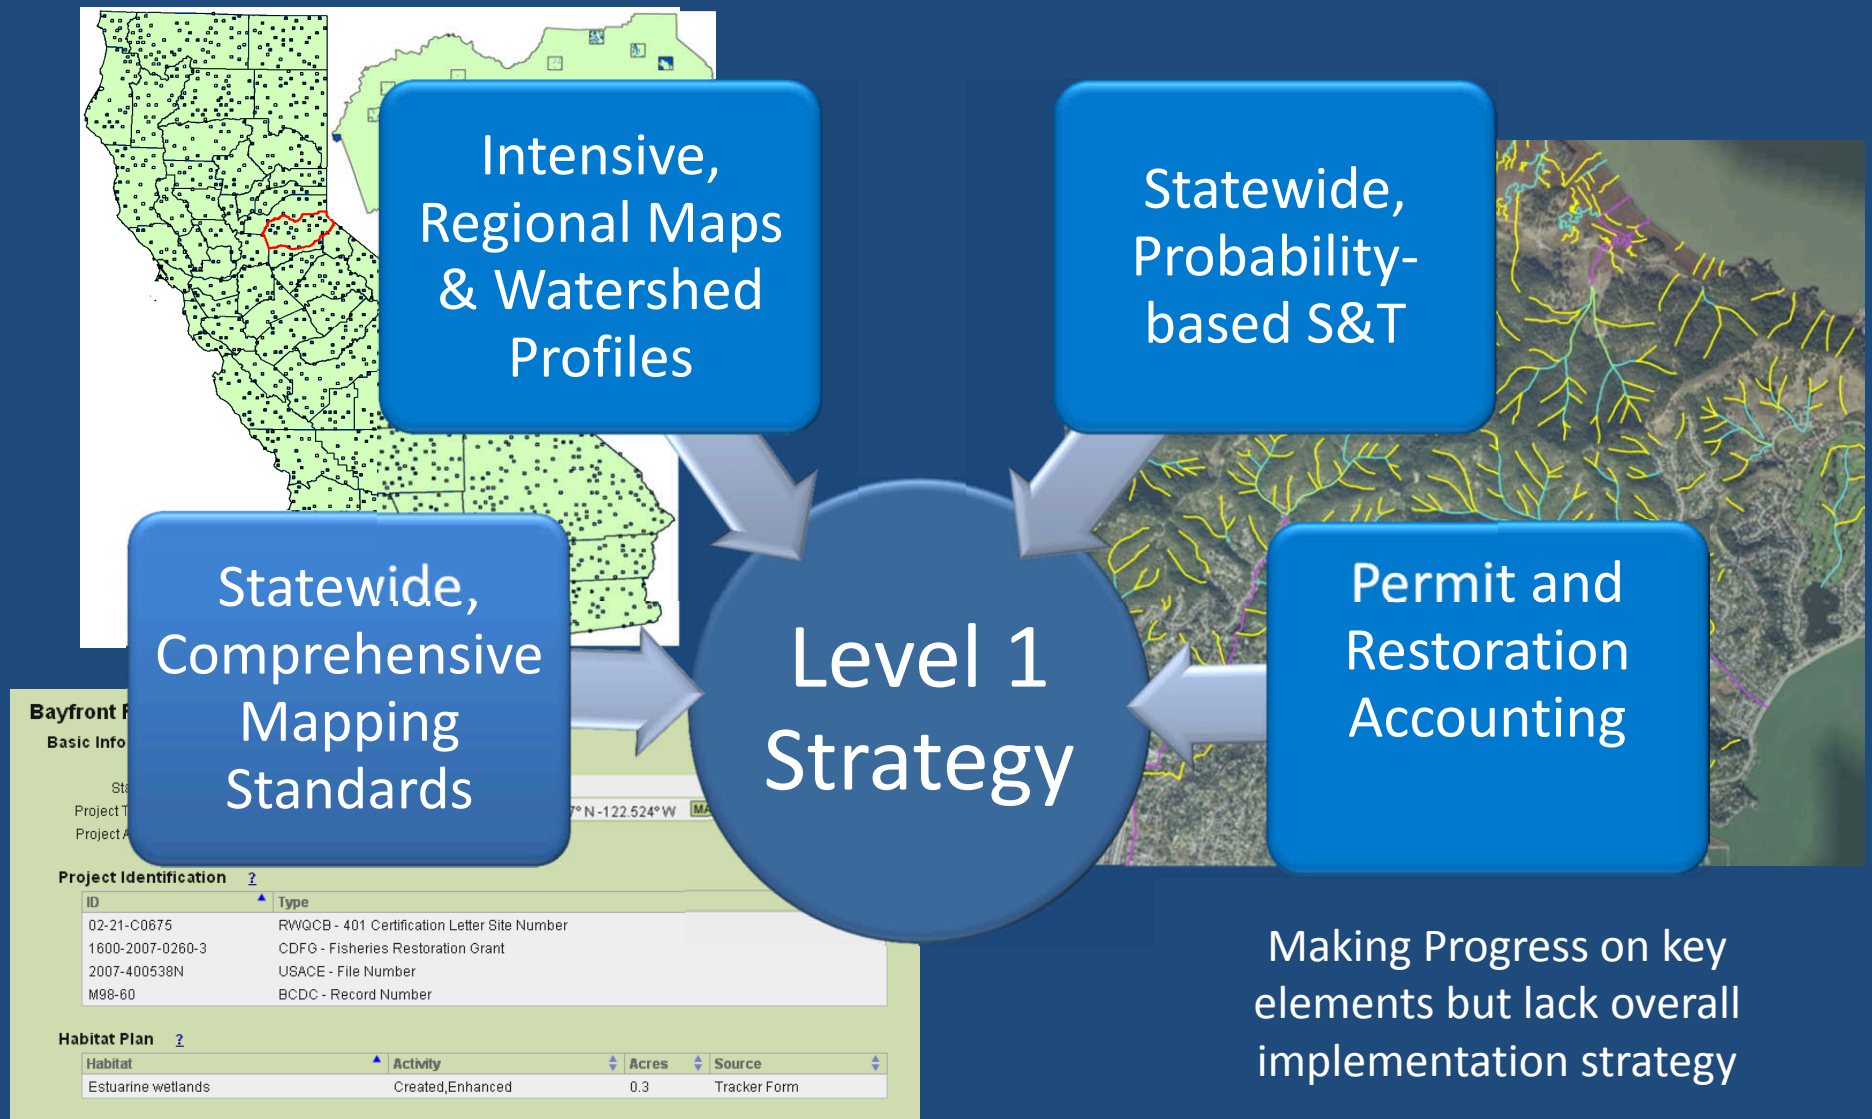 Intensive,
Regional Maps
& Watershed
Profiles
Statewide,
Probability-
based S&T
Statewide,
Comprehensive
Mapping
Standards
Level 1
Strategy
Permit and
Restoration
Accounting
Making Progress on key
elements but lack overall
implementation strategy
Bayfront
Basic Info
Project
Project
° N -122.524° W
Project Identification ?
ID Type
02-21-C0675 RWQCB - 401 Certification Letter Site Number
1600-2007-0260-3 CDFG - Fisheries Restoration Grant
2007-400538N USACE - File Number
M98-60 BCDC - Record Number
Habitat Plan ?
Habitat Activity Acres Source
Estuarine wetlands Created,Enhanced 0.3 Tracker Form